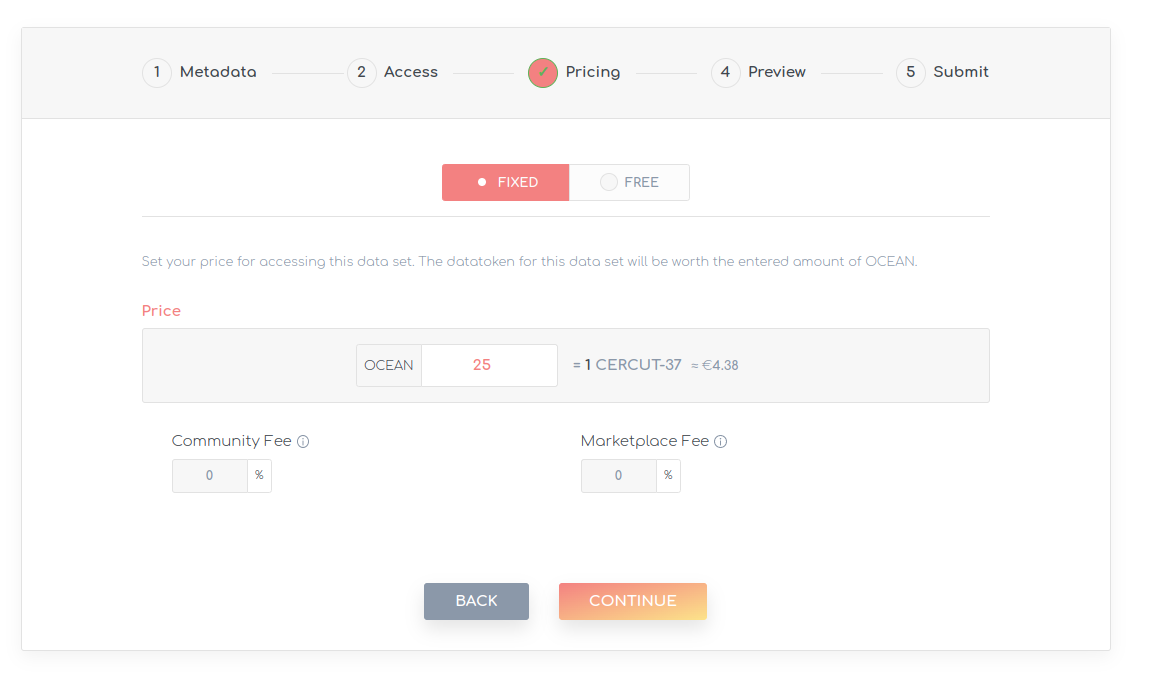 1 Metadata 2 Access ✓ Pricing 4 Preview 5 Submit
FIXED FREE
Set your price for accessing this data set. The datatoken for this data set will be worth the entered amount of OCEAN.
Price
OCEAN 25 = 1 CERCUT-37 ≈ €4.38
Community Fee Marketplace Fee
0 % 0 %
BACK CONTINUE